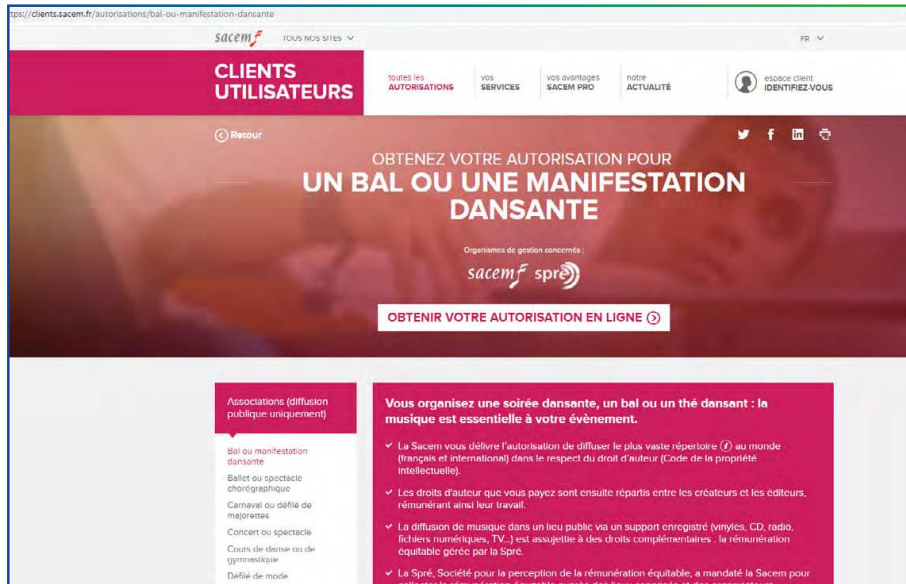 ttps://clients.sacem.fr/autorisations/bal-ou-manifestation-dansante
sacem TOUS NOS SITES FR
CLIENTS UTILISATEURS
toutes les AUTORISATIONS
vos SERVICES
vos avantages SACEM PRO
notre ACTUALITÉ
espace client IDENTIFIEZ-VOUS
Retour
OBTENEZ VOTRE AUTORISATION POUR
UN BAL OU UNE MANIFESTATION
DANSANTE
Organismes de gestion concernés :
sacem spré
OBTENIR VOTRE AUTORISATION EN LIGNE
Associations (diffusion
publique uniquement)
Bal ou manifestation
dansante
Ballet ou spectacle
chorégraphique
Carnaval ou défilé de
majorettes
Concert ou spectacle
Cours de danse ou de
gymnastique
Défilé de mode
Vous organisez une soirée dansante, un bal ou un thé dansant : la
musique est essentielle à votre évènement.
La Sacem vous délivre l'autorisation de diffuser le plus vaste répertoire (i) au monde
(français et international) dans le respect du droit d'auteur (Code de la propriété
intellectuelle).
Les droits d'auteur que vous payez sont ensuite répartis entre les créateurs et les éditeurs,
rémunérant ainsi leur travail.
La diffusion de musique dans un lieu public via un support enregistré (vinyles, CD, radio,
fichiers numériques, TV...) est assujettie à des droits complémentaires : la rémunération
équitable gérée par la Spré.
La Spré, Société pour la perception de la rémunération équitable, a mandaté la Sacem pour